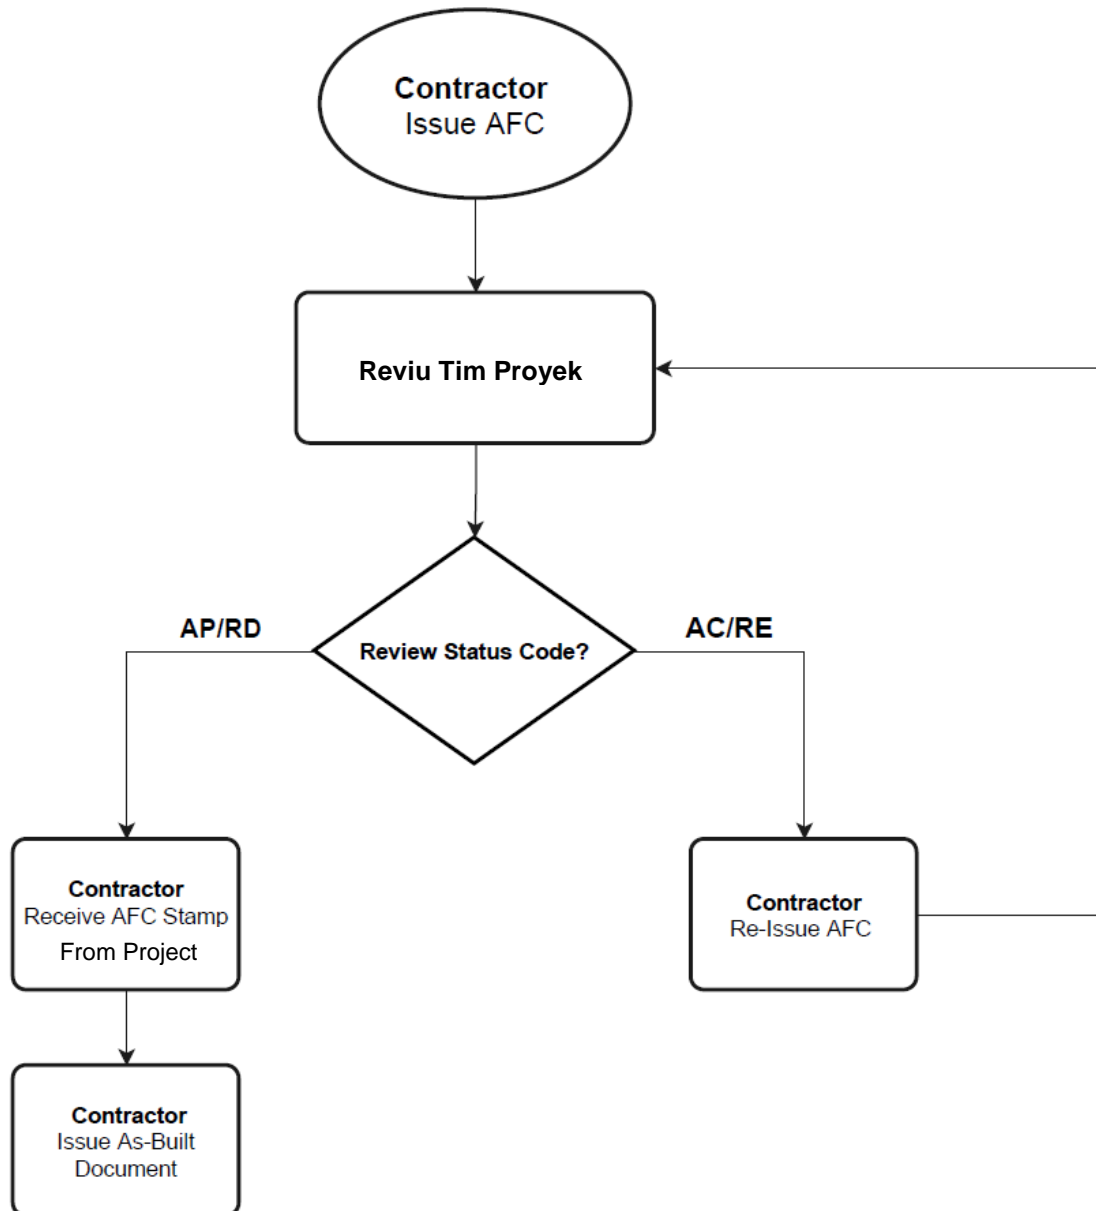 Contractor
Issue AFC
Reviu Tim Proyek
AP/RD
Review Status Code?
AC/RE
Contractor
Receive AFC Stamp
From Project
Contractor
Re-Issue AFC
Contractor
Issue As-Built
Document